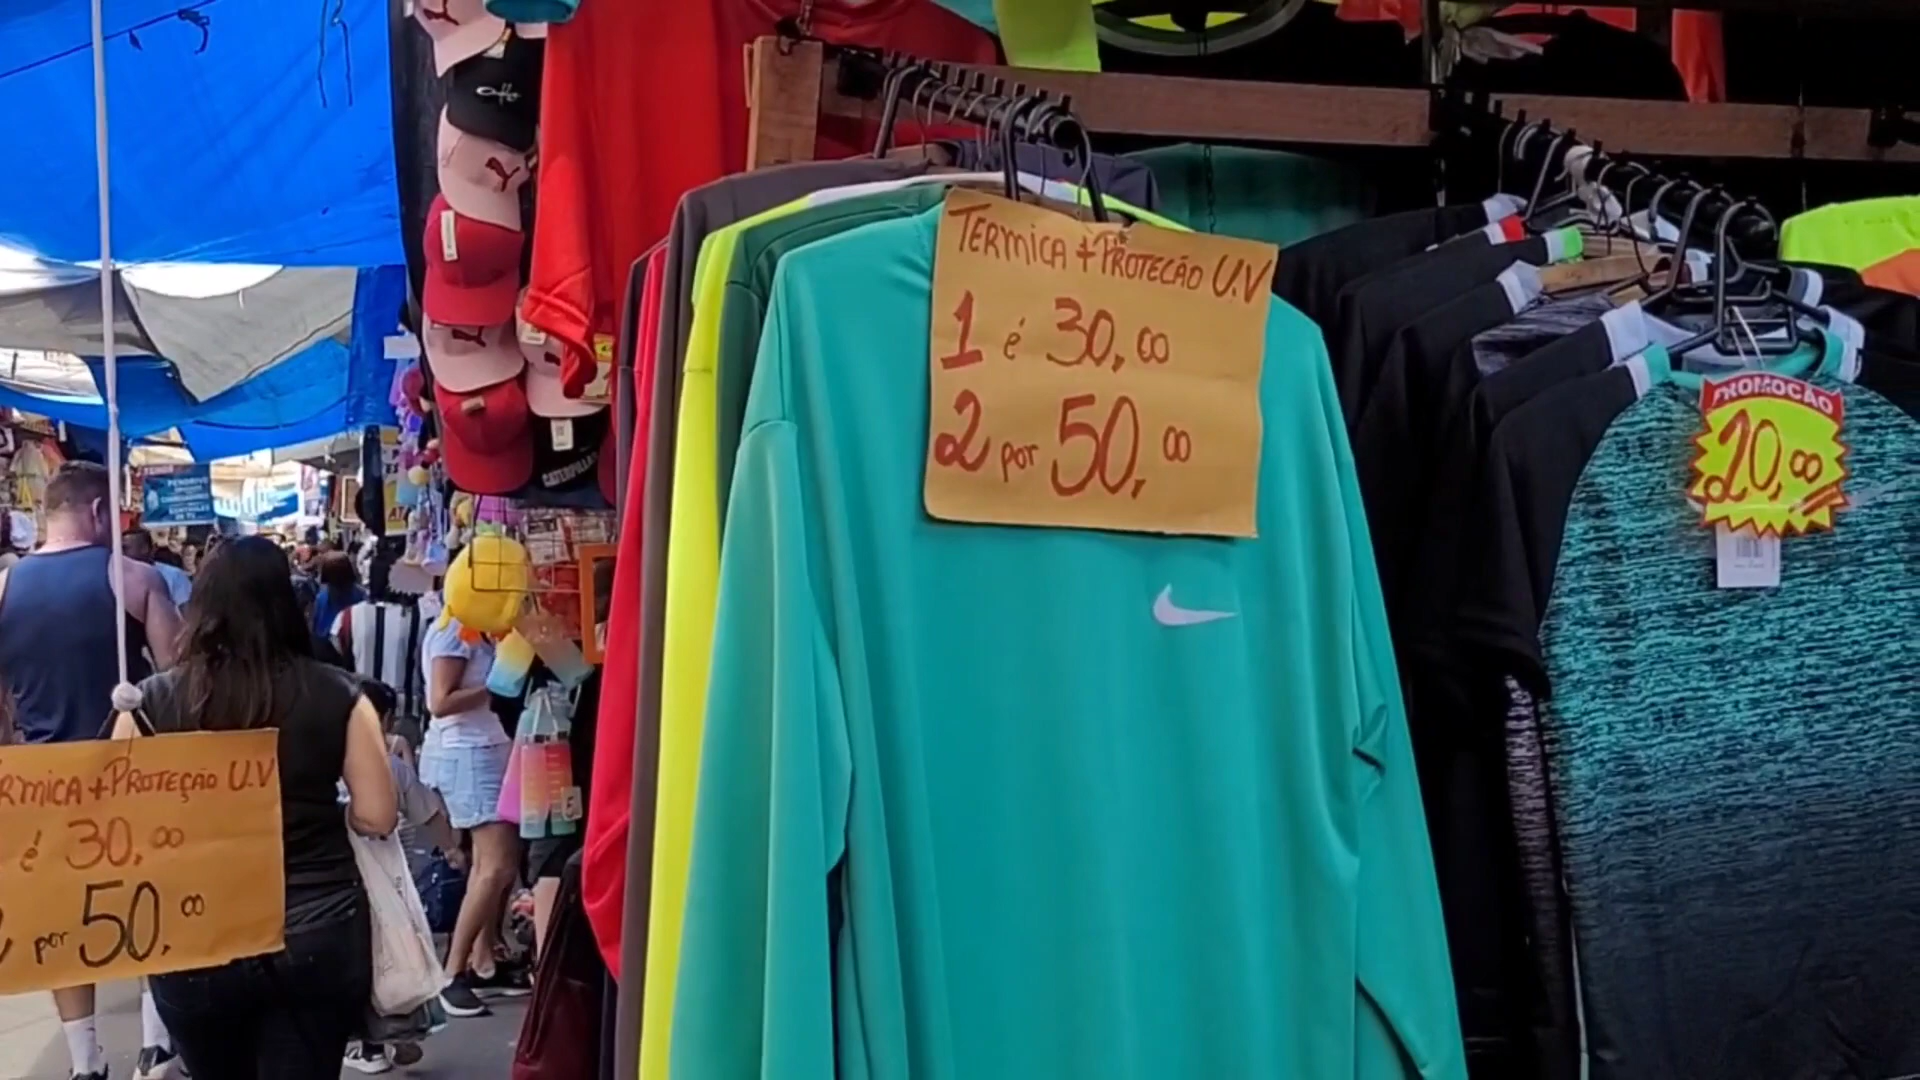 TERMICA + PROTEÇÃO U.V
1 é 30,00
2 por 50,00
PROMOÇÃO
20,00
RMICA + PROTEÇÃO U.V
é 30,00
por 50,00
CATERPILLAR
PENDRIVE